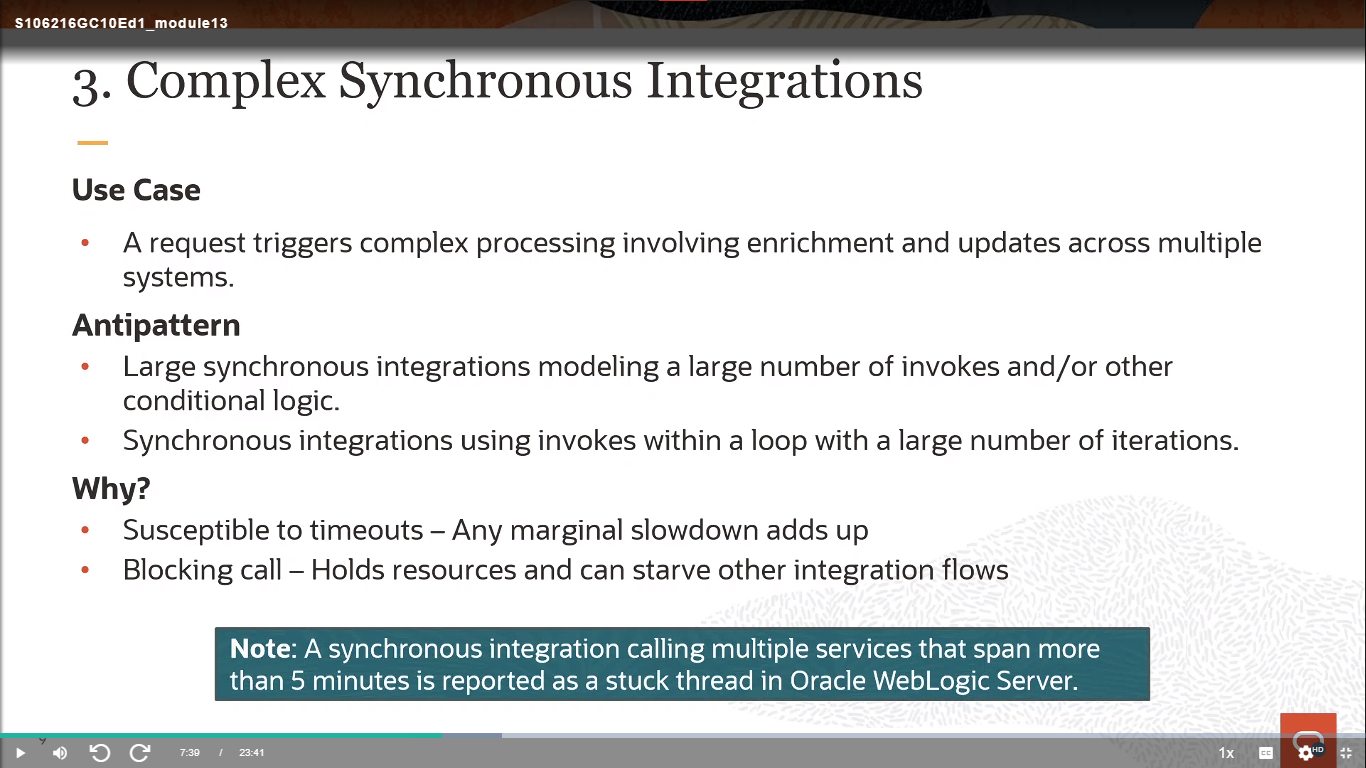 S106216GC10Ed1_module13
3. Complex Synchronous Integrations
Use Case
• A request triggers complex processing involving enrichment and updates across multiple
systems.
Antipattern
• Large synchronous integrations modeling a large number of invokes and/or other
conditional logic.
• Synchronous integrations using invokes within a loop with a large number of iterations.
Why?
• Susceptible to timeouts – Any marginal slowdown adds up
• Blocking call – Holds resources and can starve other integration flows
Note: A synchronous integration calling multiple services that span more
than 5 minutes is reported as a stuck thread in Oracle WebLogic Server.
9
7:39 / 23:41 1x CC HD